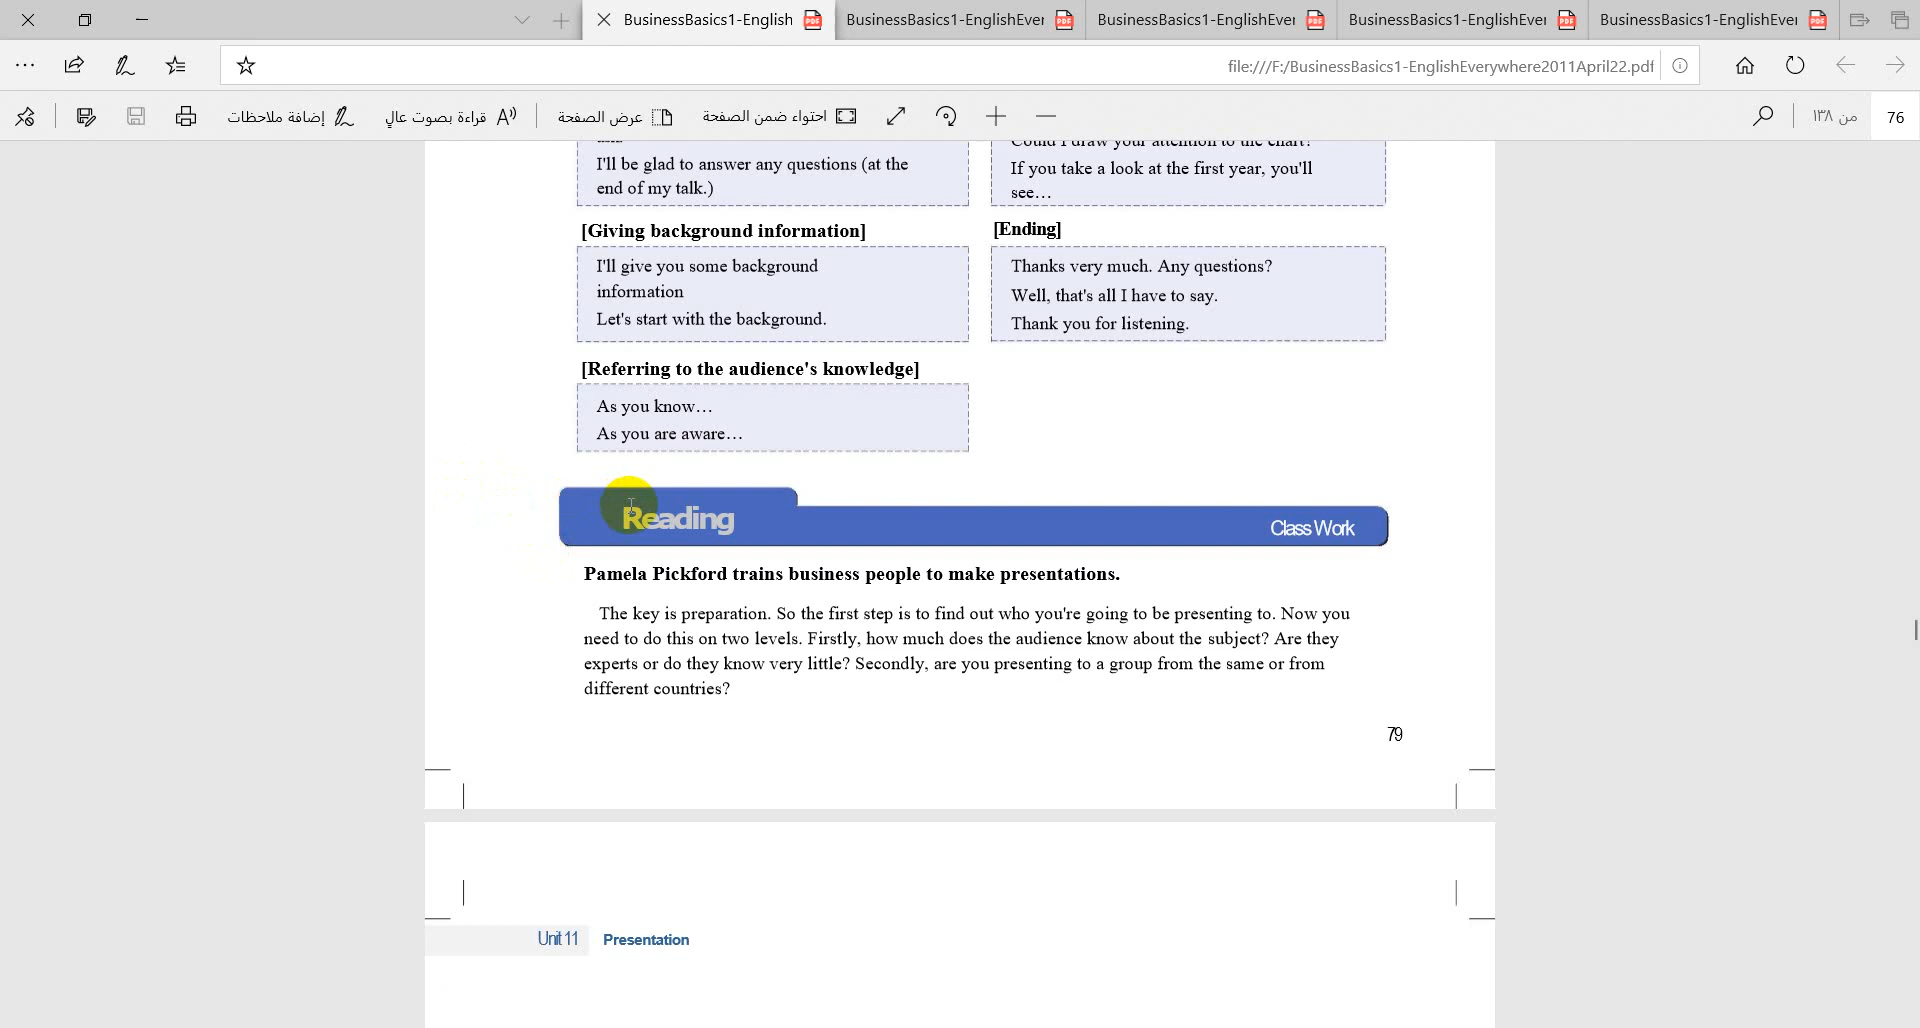 BusinessBasics1-English
BusinessBasics1-EnglishEver
BusinessBasics1-EnglishEver
BusinessBasics1-EnglishEver
BusinessBasics1-EnglishEver
file:///F:/BusinessBasics1-EnglishEverywhere2011April22.pdf
إضافة ملاحظات
قراءة بصوت عالٍ
عرض الصفحة
احتواء ضمن الصفحة
من ١٣٨
76
Could I draw your attention to the chart?
I'll be glad to answer any questions (at the
end of my talk.)
If you take a look at the first year, you'll
see…
[Giving background information]
I'll give you some background
information
Let's start with the background.
[Ending]
Thanks very much. Any questions?
Well, that's all I have to say.
Thank you for listening.
[Referring to the audience's knowledge]
As you know…
As you are aware…
Reading
Class Work
Pamela Pickford trains business people to make presentations.
The key is preparation. So the first step is to find out who you're going to be presenting to. Now you
need to do this on two levels. Firstly, how much does the audience know about the subject? Are they
experts or do they know very little? Secondly, are you presenting to a group from the same or from
different countries?
79
Unit 11
Presentation